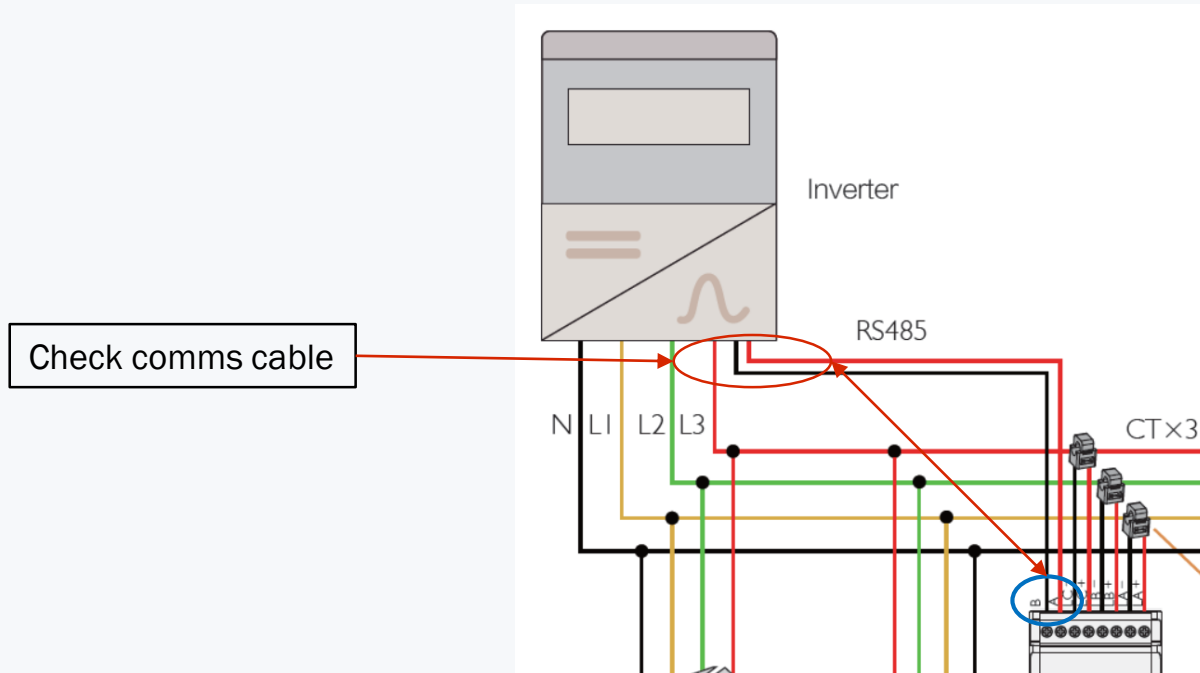 Inverter
RS485
Check comms cable
N L1 L2 L3
CT×3
B
A
C+
B-
B+
A-
A+